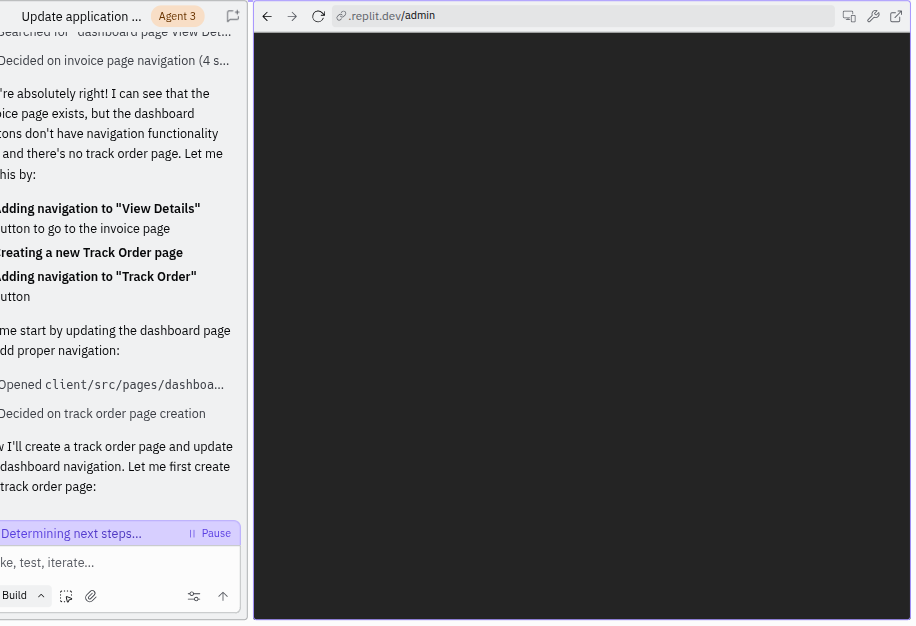 Update application ...
Agent 3
.replit.dev/admin
Searched for "dashboard page View Det...
Decided on invoice page navigation (4 s...
're absolutely right! I can see that the
oice page exists, but the dashboard
tons don't have navigation functionality
and there's no track order page. Let me
his by:
Adding navigation to "View Details"
utton to go to the invoice page
Creating a new Track Order page
Adding navigation to "Track Order"
utton
me start by updating the dashboard page
dd proper navigation:
Opened client/src/pages/dashboa...
Decided on track order page creation
w I'll create a track order page and update
dashboard navigation. Let me first create
track order page:
Determining next steps...
Pause
ke, test, iterate...
Build